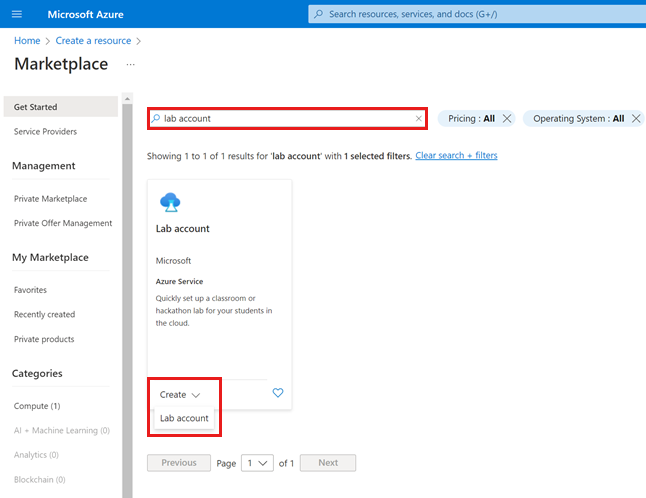 Microsoft Azure
Search resources, services, and docs (G+/)
Home > Create a resource >
Marketplace ...
Get Started
Service Providers
Management
Private Marketplace
Private Offer Management
My Marketplace
Favorites
Recently created
Private products
Categories
Compute (1)
AI + Machine Learning (0)
Analytics (0)
Blockchain (0)
lab account
Pricing : All
Operating System : All
Showing 1 to 1 of 1 results for 'lab account' with 1 selected filters. Clear search + filters
Lab account
Microsoft
Azure Service
Quickly set up a classroom or
hackathon lab for your students in
the cloud.
Create
Lab account
Previous Page 1 of 1 Next